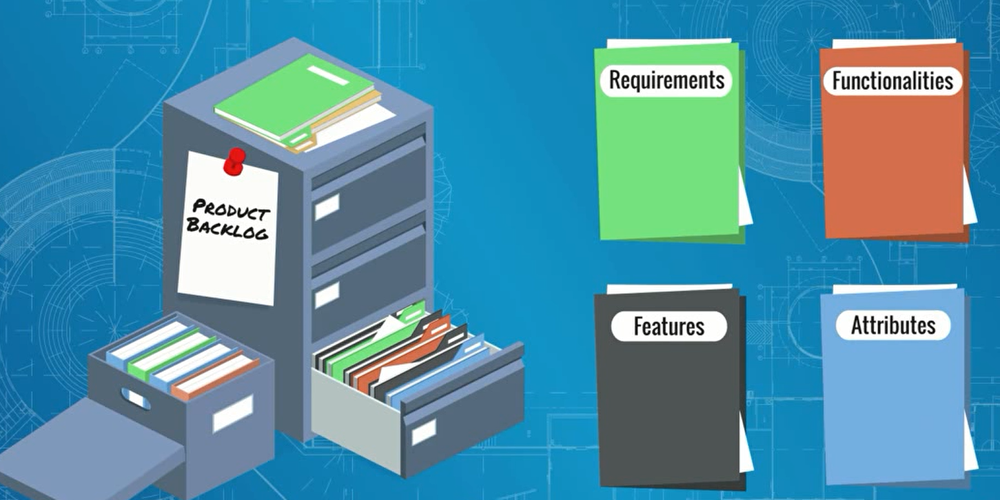 PRODUCT
BACKLOG
Requirements
Functionalities
Features
Attributes